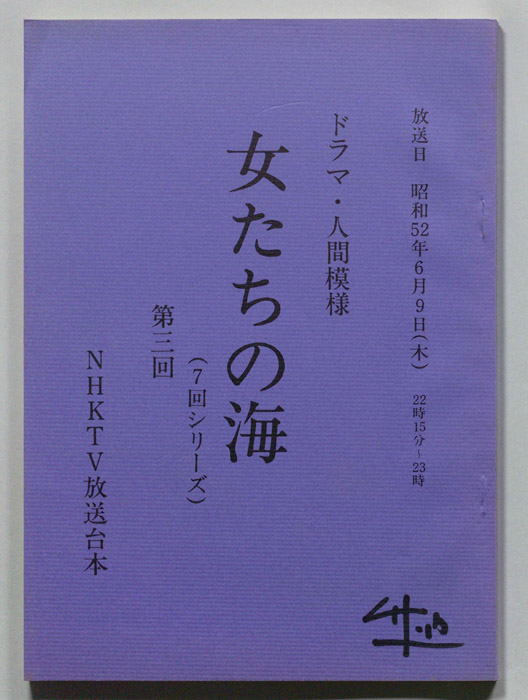 放送日　昭和52年6月9日(木)　22時15分~23時
ドラマ・人間模様
女たちの海
(7回シリーズ)
第三回
NHKTV放送台本